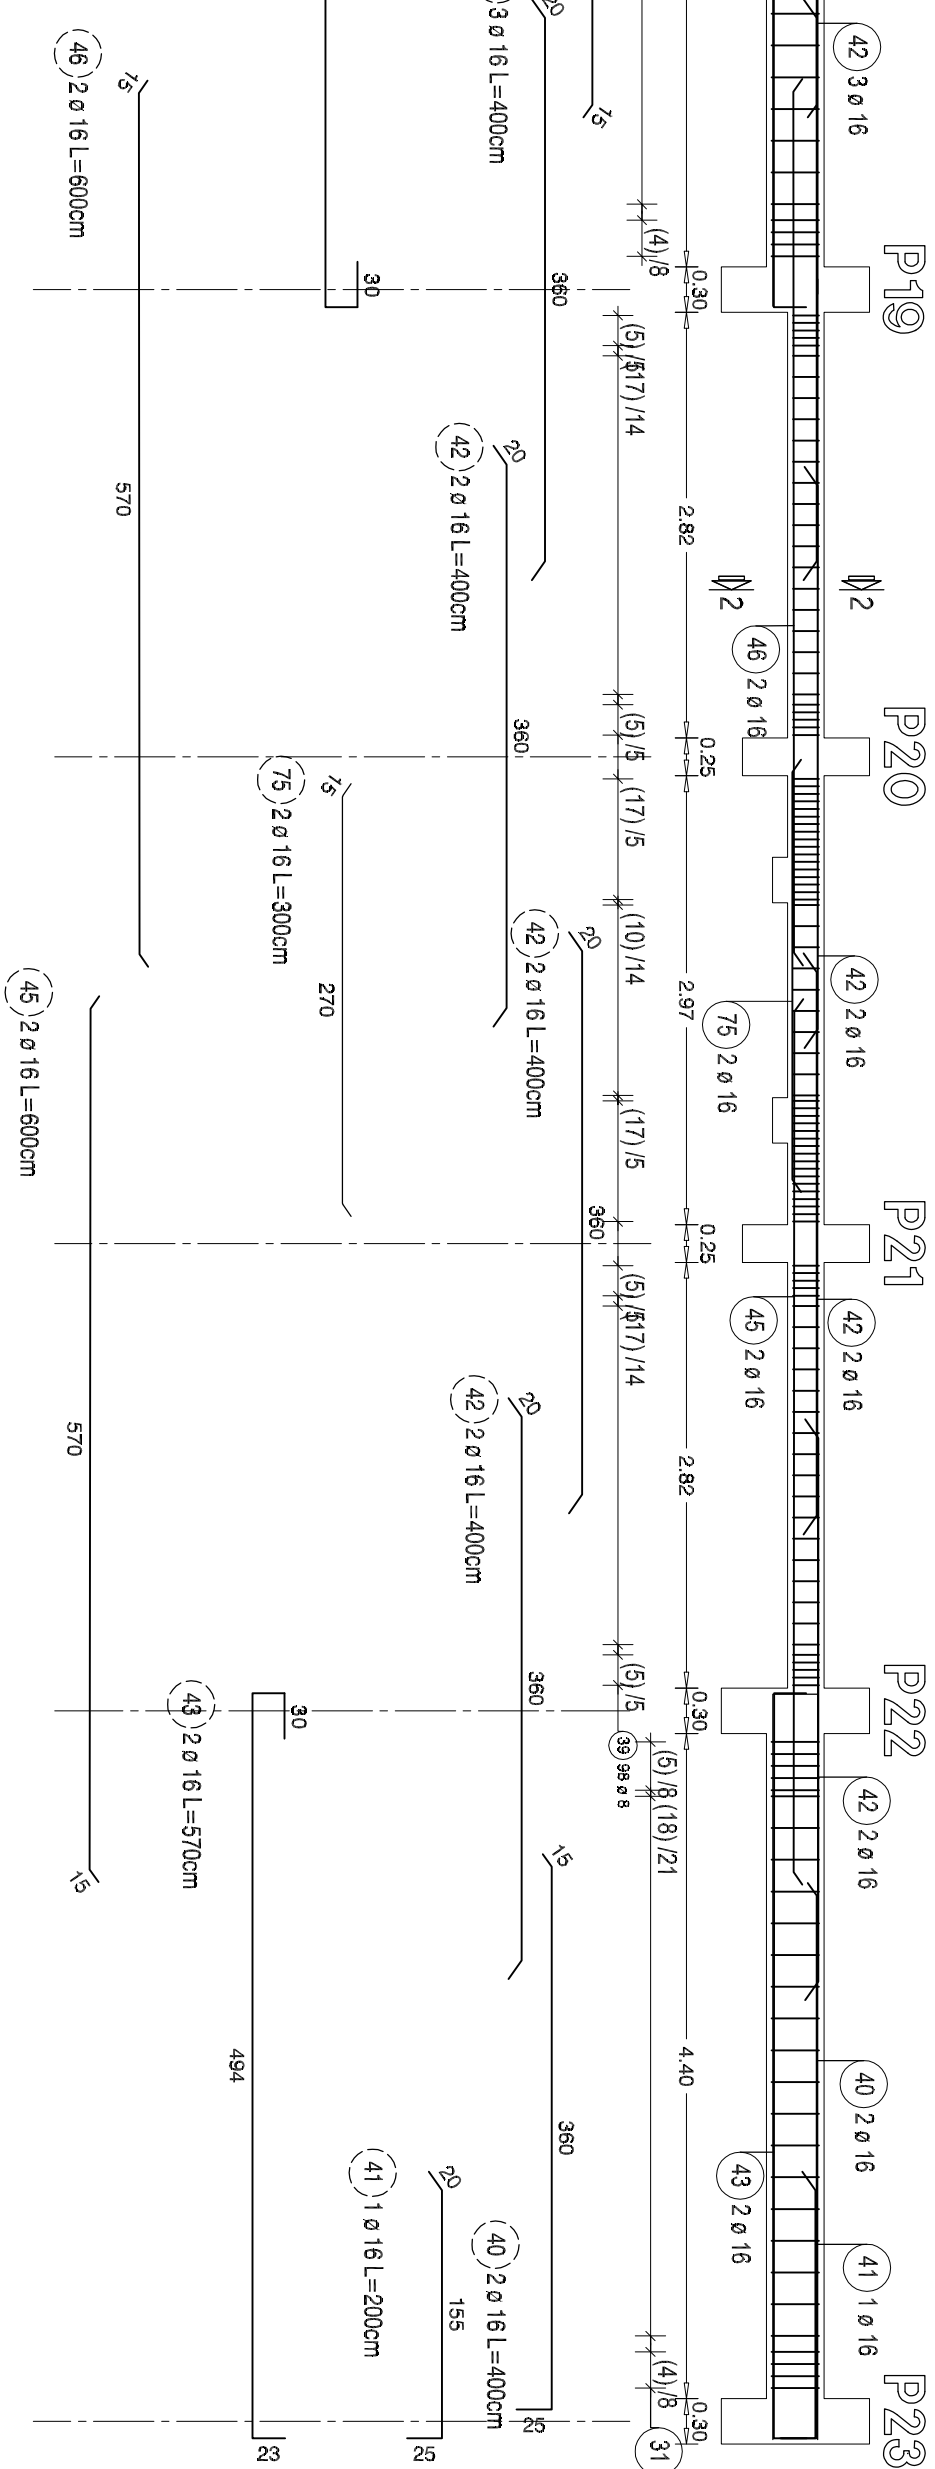 P19
P20
P21
P22
P23
42 3 ø 16
42 2 ø 16
42 2 ø 16
42 2 ø 16
40 2 ø 16
41 1 ø 16
2
2
46 2 ø 16
75 2 ø 16
45 2 ø 16
43 2 ø 16
0.30
2.82
0.25
2.97
0.25
2.82
0.30
4.40
0.30
(4)/8
(5)/5
(17)/14
(5)/5
(17)/5
(10)/14
(17)/5
(5)/5
(17)/14
(5)/5
39 98 ø 8
(5)/8
(18)/21
(4)/8
31
15
20
3 ø 16 L=400cm
360
20
42 2 ø 16 L=400cm
360
20
42 2 ø 16 L=400cm
360
20
42 2 ø 16 L=400cm
360
15
40 2 ø 16 L=400cm
360
25
20
41 1 ø 16 L=200cm
155
25
30
15
75 2 ø 16 L=300cm
270
30
43 2 ø 16 L=570cm
494
23
15
46 2 ø 16 L=600cm
570
45 2 ø 16 L=600cm
570
15